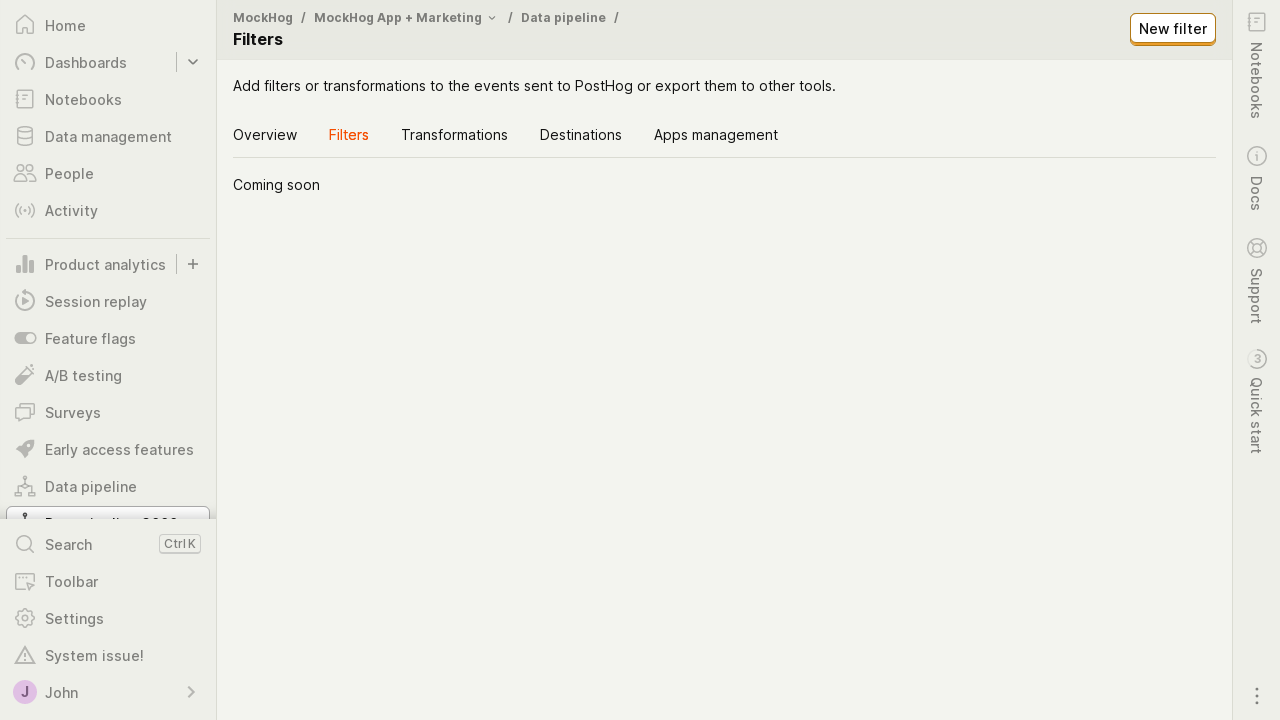 Home
Dashboards
Notebooks
Data management
People
Activity
Product analytics
Session replay
Feature flags
A/B testing
Surveys
Early access features
Data pipeline
Search Ctrl K
Toolbar
Settings
System issue!
J John
MockHog / MockHog App + Marketing / Data pipeline /
Filters
New filter
Add filters or transformations to the events sent to PostHog or export them to other tools.
Overview Filters Transformations Destinations Apps management
Coming soon
Notebooks
Docs
Support
3
Quick start